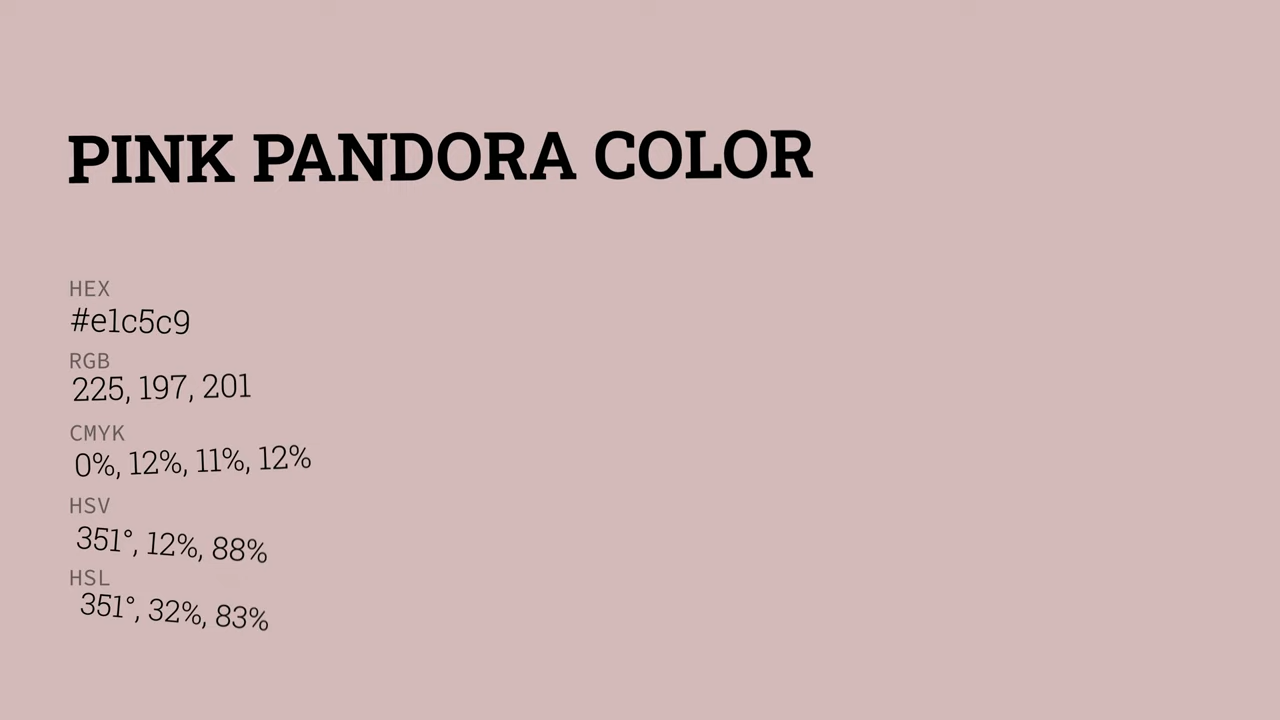 PINK PANDORA COLOR
HEX
#e1c5c9
RGB
225, 197, 201
CMYK
0%, 12%, 11%, 12%
HSV
351°, 12%, 88%
HSL
351°, 32%, 83%